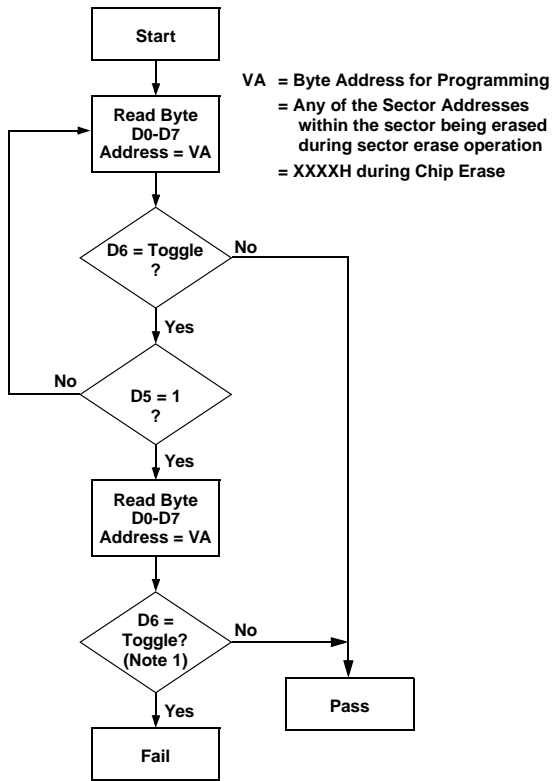 Start
VA = Byte Address for Programming
= Any of the Sector Addresses
within the sector being erased
during sector erase operation
= XXXXH during Chip Erase
Read Byte
D0-D7
Address = VA
D6 = Toggle
?
No
Yes
No
D5 = 1
?
Yes
Read Byte
D0-D7
Address = VA
D6 =
Toggle?
(Note 1)
No
Yes
Pass
Fail